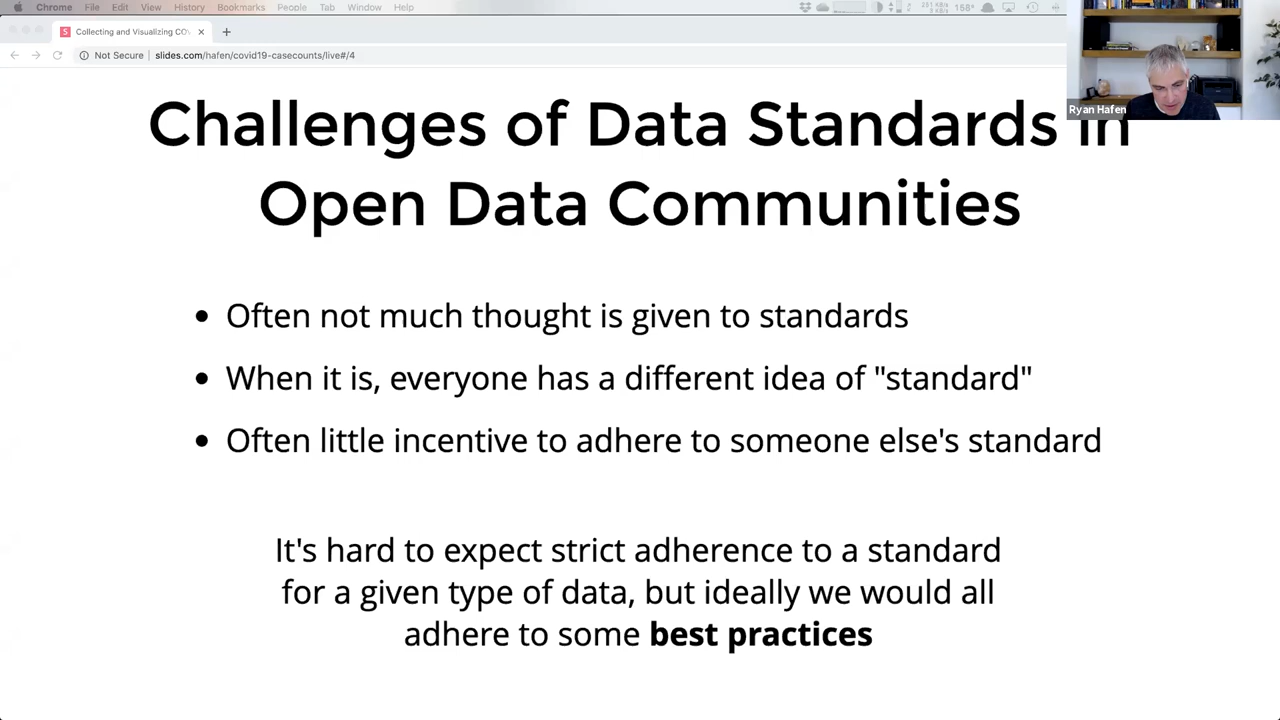 Chrome File Edit View History Bookmarks People Tab Window Help
231 KB/s
158°
Collecting and Visualizing COV
Not Secure slides.com/hafen/covid19-casecounts/live#/4
Ryan Hafen
Challenges of Data Standards in
Open Data Communities
Often not much thought is given to standards
When it is, everyone has a different idea of "standard"
Often little incentive to adhere to someone else's standard
It's hard to expect strict adherence to a standard
for a given type of data, but ideally we would all
adhere to some best practices